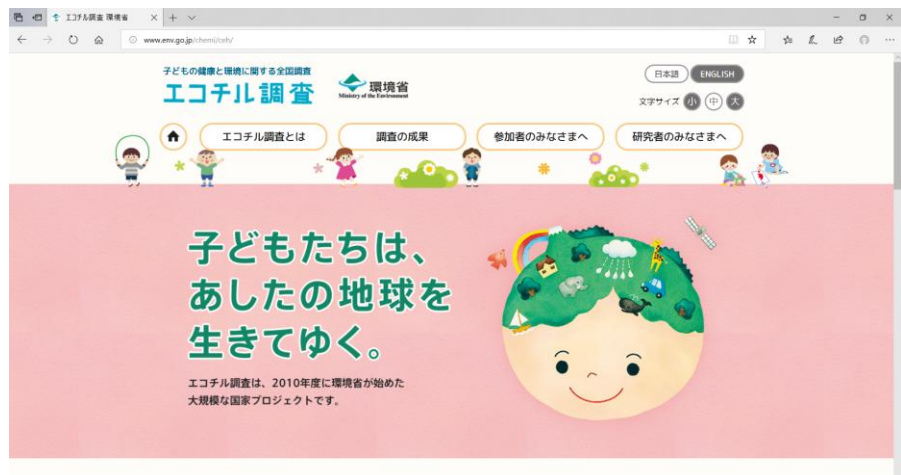 エコチル調査 環境省
www.env.go.jp/chemi/ceh/
子どもの健康と環境に関する全国調査
エコチル調査
環境省
Ministry of the Environment
日本語 ENGLISH
文字サイズ 小 中 大
エコチル調査とは 調査の成果 参加者のみなさまへ 研究者のみなさまへ
子どもたちは、
あしたの地球を
生きてゆく。
エコチル調査は、2010年度に環境省が始めた
大規模な国家プロジェクトです。